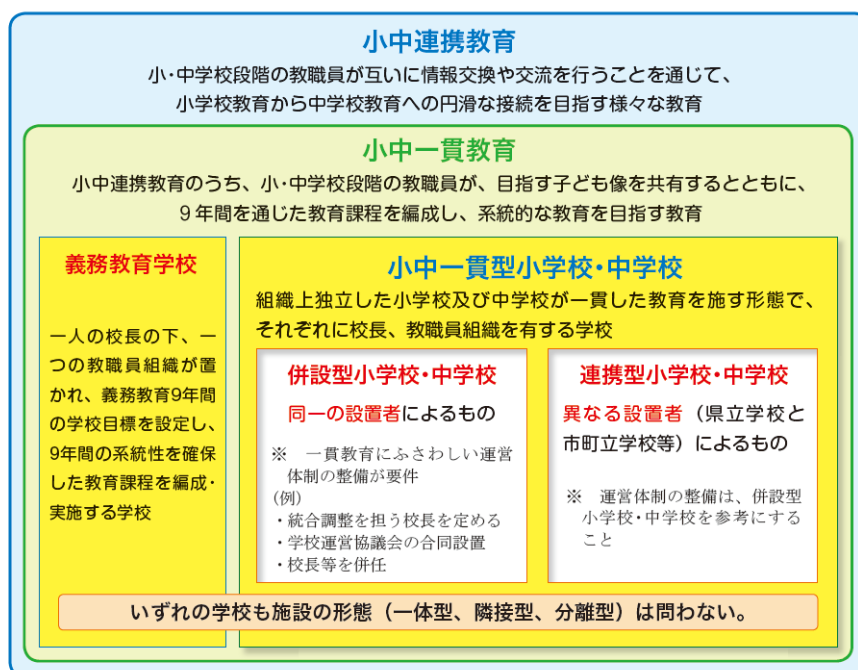 小中連携教育
小・中学校段階の教職員が互いに情報交換や交流を行うことを通じて、
小学校教育から中学校教育への円滑な接続を目指す様々な教育
小中一貫教育
小中連携教育のうち、小・中学校段階の教職員が、目指す子ども像を共有するとともに、
9年間を通じた教育課程を編成し、系統的な教育を目指す教育
義務教育学校
一人の校長の下、一
つの教職員組織が置
かれ、義務教育9年間
の学校目標を設定し、
9年間の系統性を確保
した教育課程を編成・
実施する学校
小中一貫型小学校・中学校
組織上独立した小学校及び中学校が一貫した教育を施す形態で、
それぞれに校長、教職員組織を有する学校
併設型小学校・中学校
同一の設置者によるもの
※ 一貫教育にふさわしい運営
体制の整備が要件
(例)
・統合調整を担う校長を定める
・学校運営協議会の合同設置
・校長等を併任
連携型小学校・中学校
異なる設置者（県立学校と
市町立学校等）によるもの
※ 運営体制の整備は、併設型
小学校・中学校を参考にする
こと
いずれの学校も施設の形態（一体型、隣接型、分離型）は問わない。